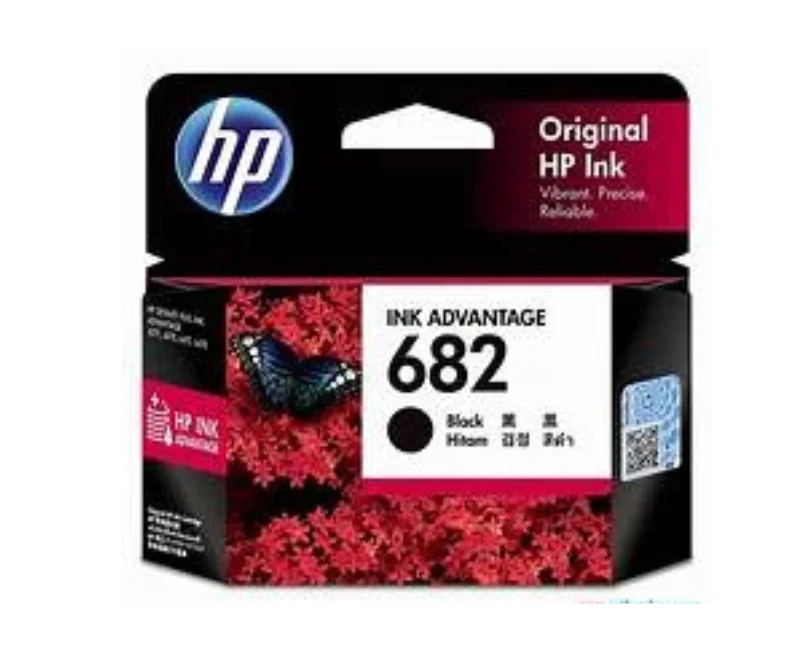 hp
Original
HP Ink
Vibrant. Precise.
Reliable.
INK ADVANTAGE
682
Black 黑 黑
Hitam 검정 สีดำ
HP INK
ADVANTAGE